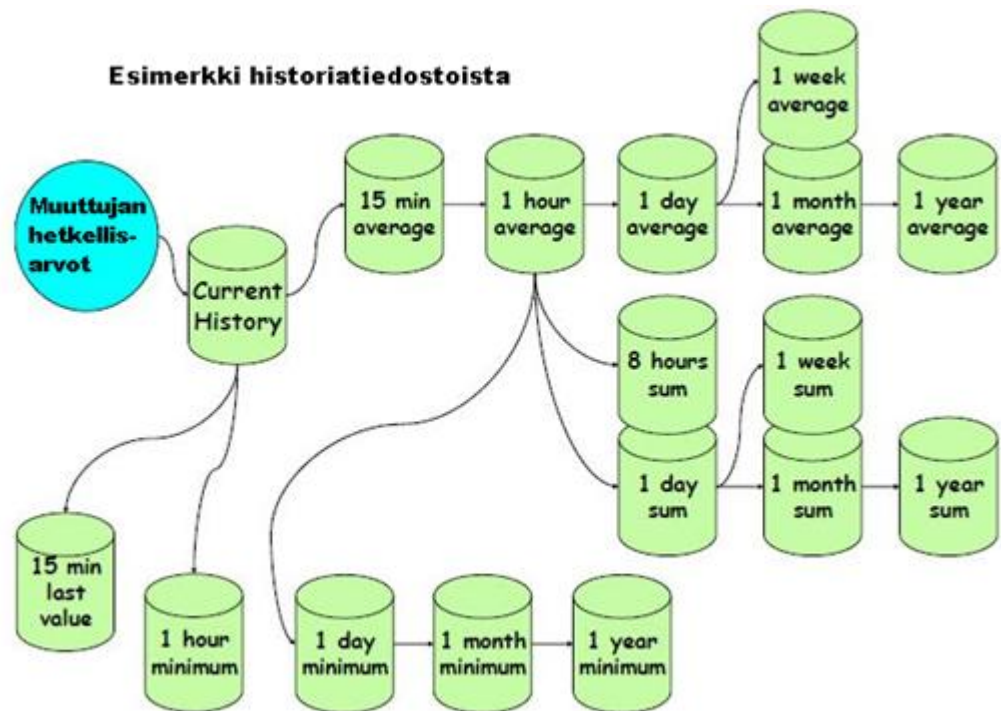 Esimerkki historiatiedostoista
1 week
average
Muuttujan
hetkellis-
arvot
Current
History
15 min
average
1 hour
average
1 day
average
1 month
average
1 year
average
8 hours
sum
1 week
sum
1 day
sum
1 month
sum
1 year
sum
15 min
last
value
1 hour
minimum
1 day
minimum
1 month
minimum
1 year
minimum